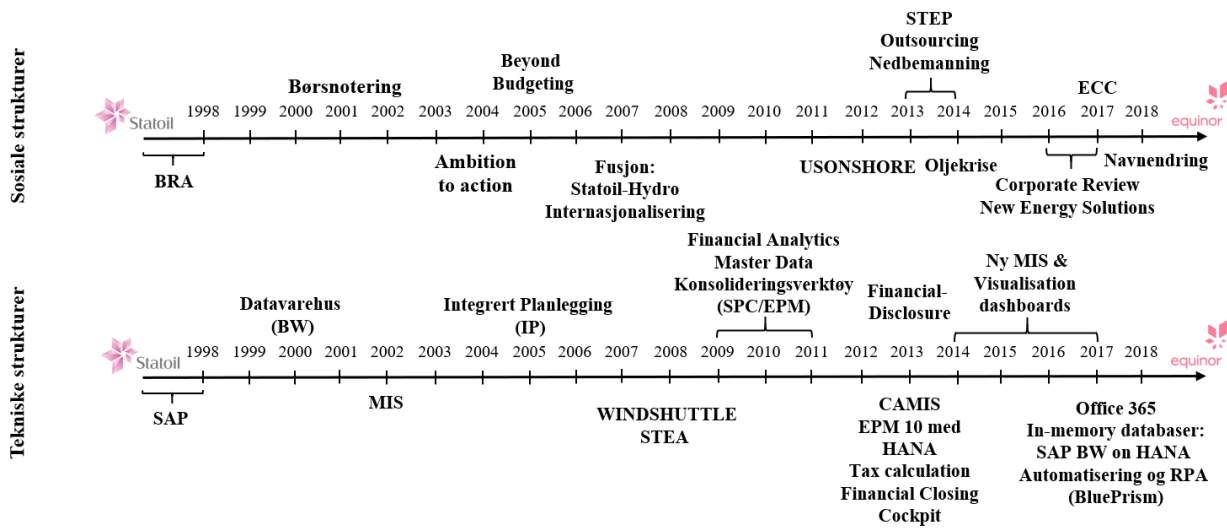 Sosiale strukturer
STEP
Outsourcing
Nedbemanning
Beyond
Budgeting
Børsnotering
ECC
Statoil
1998 1999 2000 2001 2002 2003 2004 2005 2006 2007 2008 2009 2010 2011 2012 2013 2014 2015 2016 2017 2018
equinor
BRA
Ambition
to action
Fusjon:
Statoil-Hydro
Internasjonalisering
USONSHORE
Oljekrise
Navnendring
Corporate Review
New Energy Solutions
Tekniske strukturer
Datavarehus
(BW)
Integrert Planlegging
(IP)
Financial Analytics
Master Data
Konsolideringsverktøy
(SPC/EPM)
Financial-
Disclosure
Ny MIS &
Visualisation
dashboards
Statoil
1998 1999 2000 2001 2002 2003 2004 2005 2006 2007 2008 2009 2010 2011 2012 2013 2014 2015 2016 2017 2018
equinor
SAP
MIS
WINDSHUTTLE
STEA
CAMIS
EPM 10 med
HANA
Tax calculation
Financial Closing
Cockpit
Office 365
In-memory databaser:
SAP BW on HANA
Automatisering og RPA
(BluePrism)